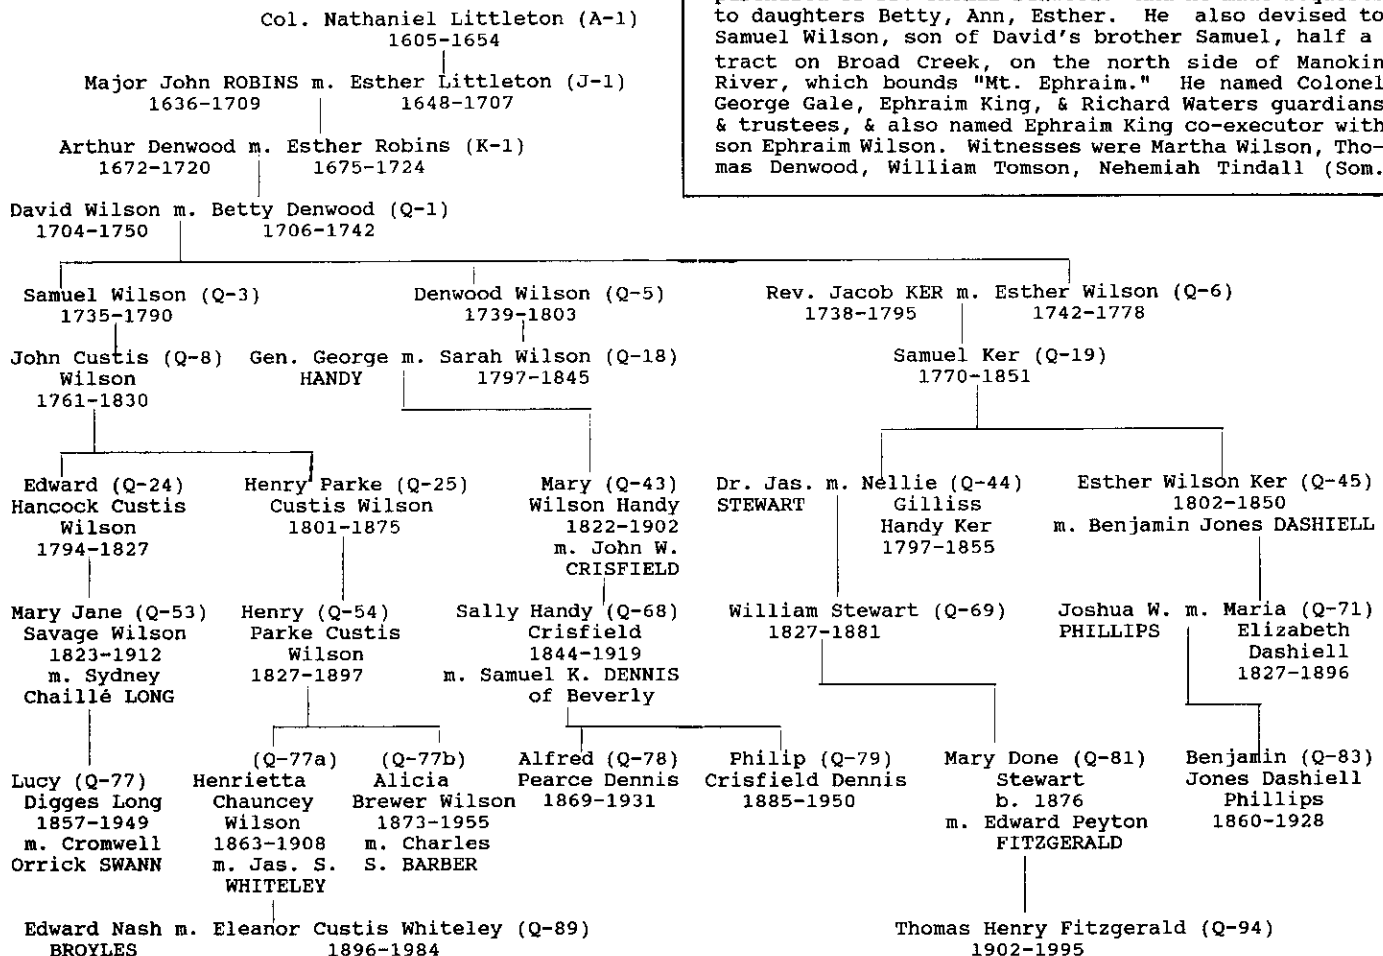 Col. Nathaniel Littleton (A-1)
1605-1654
Major John ROBINS m. Esther Littleton (J-1)
1636-1709 1648-1707
Arthur Denwood m. Esther Robins (K-1)
1672-1720 1675-1724
David Wilson m. Betty Denwood (Q-1)
1704-1750 1706-1742
to daughters Betty, Ann, Esther. He also devised to
Samuel Wilson, son of David's brother Samuel, half a
tract on Broad Creek, on the north side of Manokin
River, which bounds "Mt. Ephraim." He named Colonel
George Gale, Ephraim King, & Richard Waters guardians
& trustees, & also named Ephraim King co-executor with
son Ephraim Wilson. Witnesses were Martha Wilson, Tho-
mas Denwood, William Tomson, Nehemiah Tindall (Som.
Samuel Wilson (Q-3) Denwood Wilson (Q-5) Rev. Jacob KER m. Esther Wilson (Q-6)
1735-1790 1739-1803 1738-1795 1742-1778
John Custis (Q-8) Gen. George m. Sarah Wilson (Q-18) Samuel Ker (Q-19)
Wilson HANDY 1797-1845 1770-1851
1761-1830
Edward (Q-24) Henry Parke (Q-25) Mary (Q-43) Dr. Jas. m. Nellie (Q-44) Esther Wilson Ker (Q-45)
Hancock Custis Custis Wilson Wilson Handy STEWART Gilliss 1802-1850
Wilson 1801-1875 1822-1902 Handy Ker m. Benjamin Jones DASHIELL
1794-1827 m. John W. 1797-1855
CRISFIELD
Mary Jane (Q-53) Henry (Q-54) Sally Handy (Q-68) William Stewart (Q-69) Joshua W. m. Maria (Q-71)
Savage Wilson Parke Custis Crisfield 1827-1881 PHILLIPS Elizabeth
1823-1912 Wilson 1844-1919 Dashiell
m. Sydney 1827-1897 m. Samuel K. DENNIS 1827-1896
Chaillé LONG of Beverly
(Q-77a) (Q-77b) Alfred (Q-78) Philip (Q-79) Mary Done (Q-81) Benjamin (Q-83)
Lucy (Q-77) Henrietta Alicia Pearce Dennis Crisfield Dennis Stewart Jones Dashiell
Digges Long Chauncey Brewer Wilson 1869-1931 1885-1950 b. 1876 Phillips
1857-1949 Wilson 1873-1955 m. Edward Peyton 1860-1928
m. Cromwell 1863-1908 m. Charles FITZGERALD
Orrick SWANN m. Jas. S. S. BARBER
WHITELEY
Edward Nash m. Eleanor Custis Whiteley (Q-89) Thomas Henry Fitzgerald (Q-94)
BROYLES 1896-1984 1902-1995